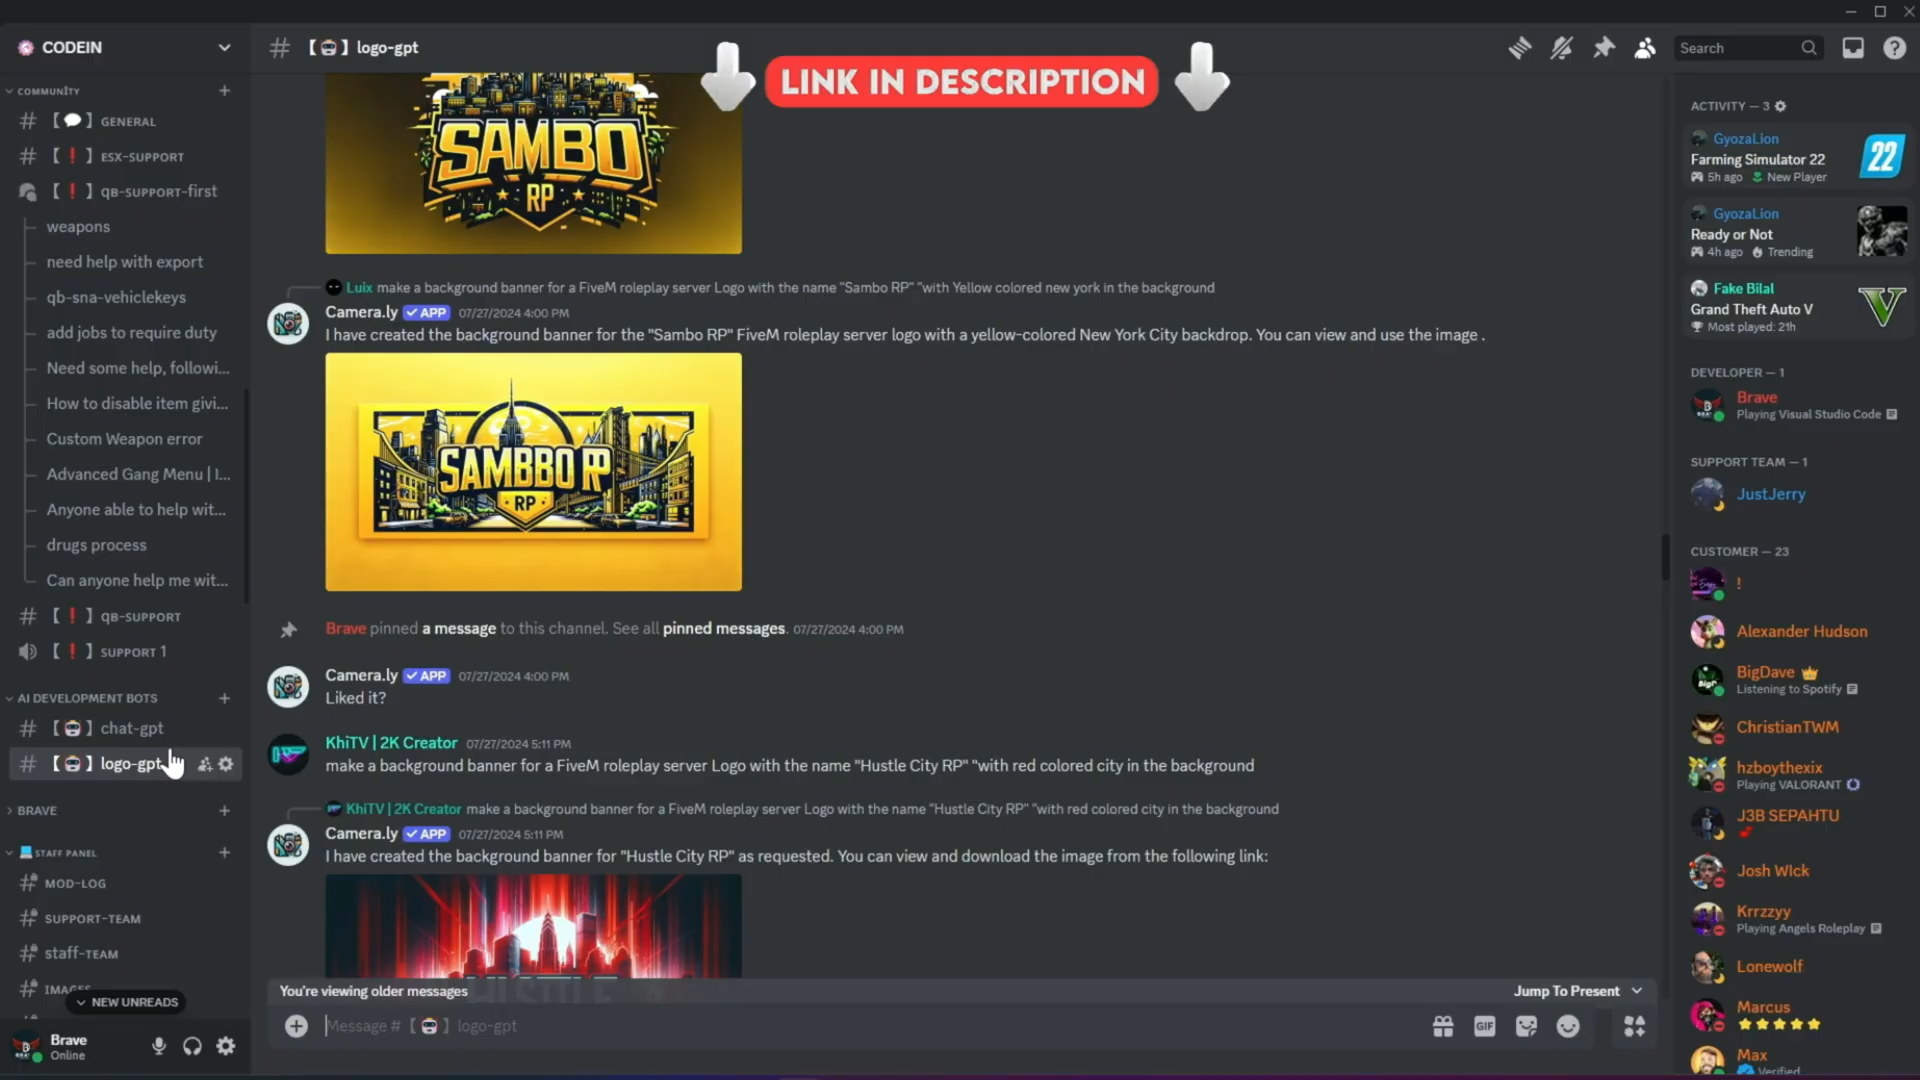 CODEIN
COMMUNITY
# 【 】 GENERAL
# 【 ❗ 】 ESX-SUPPORT
【 ❗ 】 QB-SUPPORT-first
weapons
need help with export
qb-sna-vehiclekeys
add jobs to require duty
Need some help, followi...
How to disable item givi...
Custom Weapon error
Advanced Gang Menu | I...
Anyone able to help wit...
drugs process
Can anyone help me wit...
# 【 ❗ 】 QB-SUPPORT
【 ❗ 】 SUPPORT 1
AI DEVELOPMENT BOTS
# 【 】 chat-gpt
# 【 】 logo-gpt
BRAVE
STAFF PANEL
# MOD-LOG
# SUPPORT-TEAM
# staff-TEAM
# IMAGES
NEW UNREADS
Brave
Online
# 【 】 logo-gpt
LINK IN DESCRIPTION
SAMBO
RP
Luix make a background banner for a FiveM roleplay server Logo with the name "Sambo RP" "with Yellow colored new york in the background
Camera.ly ✓ APP 07/27/2024 4:00 PM
I have created the background banner for the "Sambo RP" FiveM roleplay server logo with a yellow-colored New York City backdrop. You can view and use the image .
SAMBBO RP
RP
Brave pinned a message to this channel. See all pinned messages. 07/27/2024 4:00 PM
Camera.ly ✓ APP 07/27/2024 4:00 PM
Liked it?
KhiTV | 2K Creator 07/27/2024 5:11 PM
make a background banner for a FiveM roleplay server Logo with the name "Hustle City RP" "with red colored city in the background
KhiTV | 2K Creator make a background banner for a FiveM roleplay server Logo with the name "Hustle City RP" "with red colored city in the background
Camera.ly ✓ APP 07/27/2024 5:11 PM
I have created the background banner for "Hustle City RP" as requested. You can view and download the image from the following link:
HUSTLE
You're viewing older messages
Jump To Present
Message # 【 】 logo-gpt
GIF
Search
ACTIVITY — 3
GyozaLion
Farming Simulator 22
5h ago New Player
22
GyozaLion
Ready or Not
4h ago Trending
Fake Bilal
Grand Theft Auto V
Most played: 21h
V
DEVELOPER — 1
Brave
Playing Visual Studio Code
SUPPORT TEAM — 1
JustJerry
CUSTOMER — 23
!
Alexander Hudson
BigDave
Listening to Spotify
ChristianTWM
hzboythexix
Playing VALORANT
J3B SEPAHTU
Josh WIck
Krrzzyy
Playing Angels Roleplay
Lonewolf
Marcus
Max
Verified